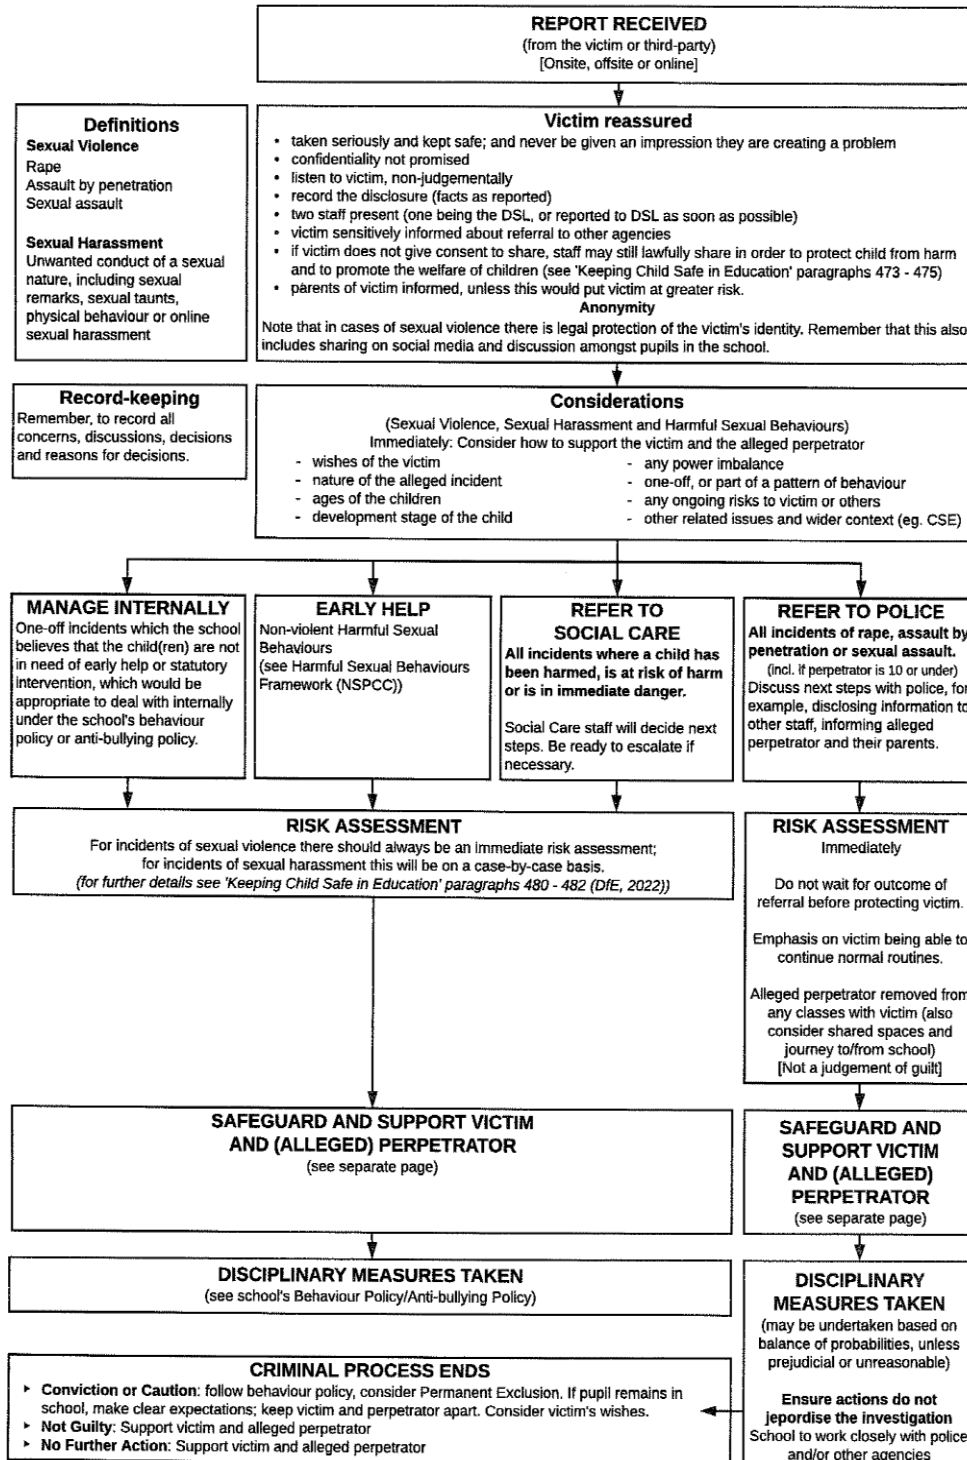 REPORT RECEIVED
(from the victim or third-party)
[Onsite, offsite or online]
Definitions
Sexual Violence
Rape
Assault by penetration
Sexual assault
Sexual Harassment
Unwanted conduct of a sexual
nature, including sexual
remarks, sexual taunts,
physical behaviour or online
sexual harassment
Victim reassured
• taken seriously and kept safe; and never be given an impression they are creating a problem
• confidentiality not promised
• listen to victim, non-judgementally
• record the disclosure (facts as reported)
• two staff present (one being the DSL, or reported to DSL as soon as possible)
• victim sensitively informed about referral to other agencies
• if victim does not give consent to share, staff may still lawfully share in order to protect child from harm
and to promote the welfare of children (see 'Keeping Child Safe in Education' paragraphs 473 - 475)
• parents of victim informed, unless this would put victim at greater risk.
Anonymity
Note that in cases of sexual violence there is legal protection of the victim's identity. Remember that this also
includes sharing on social media and discussion amongst pupils in the school.
Record-keeping
Remember, to record all
concerns, discussions, decisions
and reasons for decisions.
Considerations
(Sexual Violence, Sexual Harassment and Harmful Sexual Behaviours)
Immediately: Consider how to support the victim and the alleged perpetrator
- wishes of the victim
- nature of the alleged incident
- ages of the children
- development stage of the child
- any power imbalance
- one-off, or part of a pattern of behaviour
- any ongoing risks to victim or others
- other related issues and wider context (eg. CSE)
MANAGE INTERNALLY
One-off incidents which the school
believes that the child(ren) are not
in need of early help or statutory
intervention, which would be
appropriate to deal with internally
under the school's behaviour
policy or anti-bullying policy.
EARLY HELP
Non-violent Harmful Sexual
Behaviours
(see Harmful Sexual Behaviours
Framework (NSPCC))
REFER TO
SOCIAL CARE
All incidents where a child has
been harmed, is at risk of harm
or is in immediate danger.
Social Care staff will decide next
steps. Be ready to escalate if
necessary.
REFER TO POLICE
All incidents of rape, assault by
penetration or sexual assault.
(incl. if perpetrator is 10 or under)
Discuss next steps with police, for
example, disclosing information to
other staff, informing alleged
perpetrator and their parents.
RISK ASSESSMENT
For incidents of sexual violence there should always be an immediate risk assessment;
for incidents of sexual harassment this will be on a case-by-case basis.
(for further details see 'Keeping Child Safe in Education' paragraphs 480 - 482 (DfE, 2022))
RISK ASSESSMENT
Immediately
Do not wait for outcome of
referral before protecting victim.
Emphasis on victim being able to
continue normal routines.
Alleged perpetrator removed from
any classes with victim (also
consider shared spaces and
journey to/from school)
[Not a judgement of guilt]
SAFEGUARD AND SUPPORT VICTIM
AND (ALLEGED) PERPETRATOR
(see separate page)
SAFEGUARD AND
SUPPORT VICTIM
AND (ALLEGED)
PERPETRATOR
(see separate page)
DISCIPLINARY MEASURES TAKEN
(see school's Behaviour Policy/Anti-bullying Policy)
DISCIPLINARY
MEASURES TAKEN
(may be undertaken based on
balance of probabilities, unless
prejudicial or unreasonable)
Ensure actions do not
jepordise the investigation
School to work closely with police
and/or other agencies
CRIMINAL PROCESS ENDS
▸ Conviction or Caution: follow behaviour policy, consider Permanent Exclusion. If pupil remains in
school, make clear expectations; keep victim and perpetrator apart. Consider victim's wishes.
▸ Not Guilty: Support victim and alleged perpetrator
▸ No Further Action: Support victim and alleged perpetrator